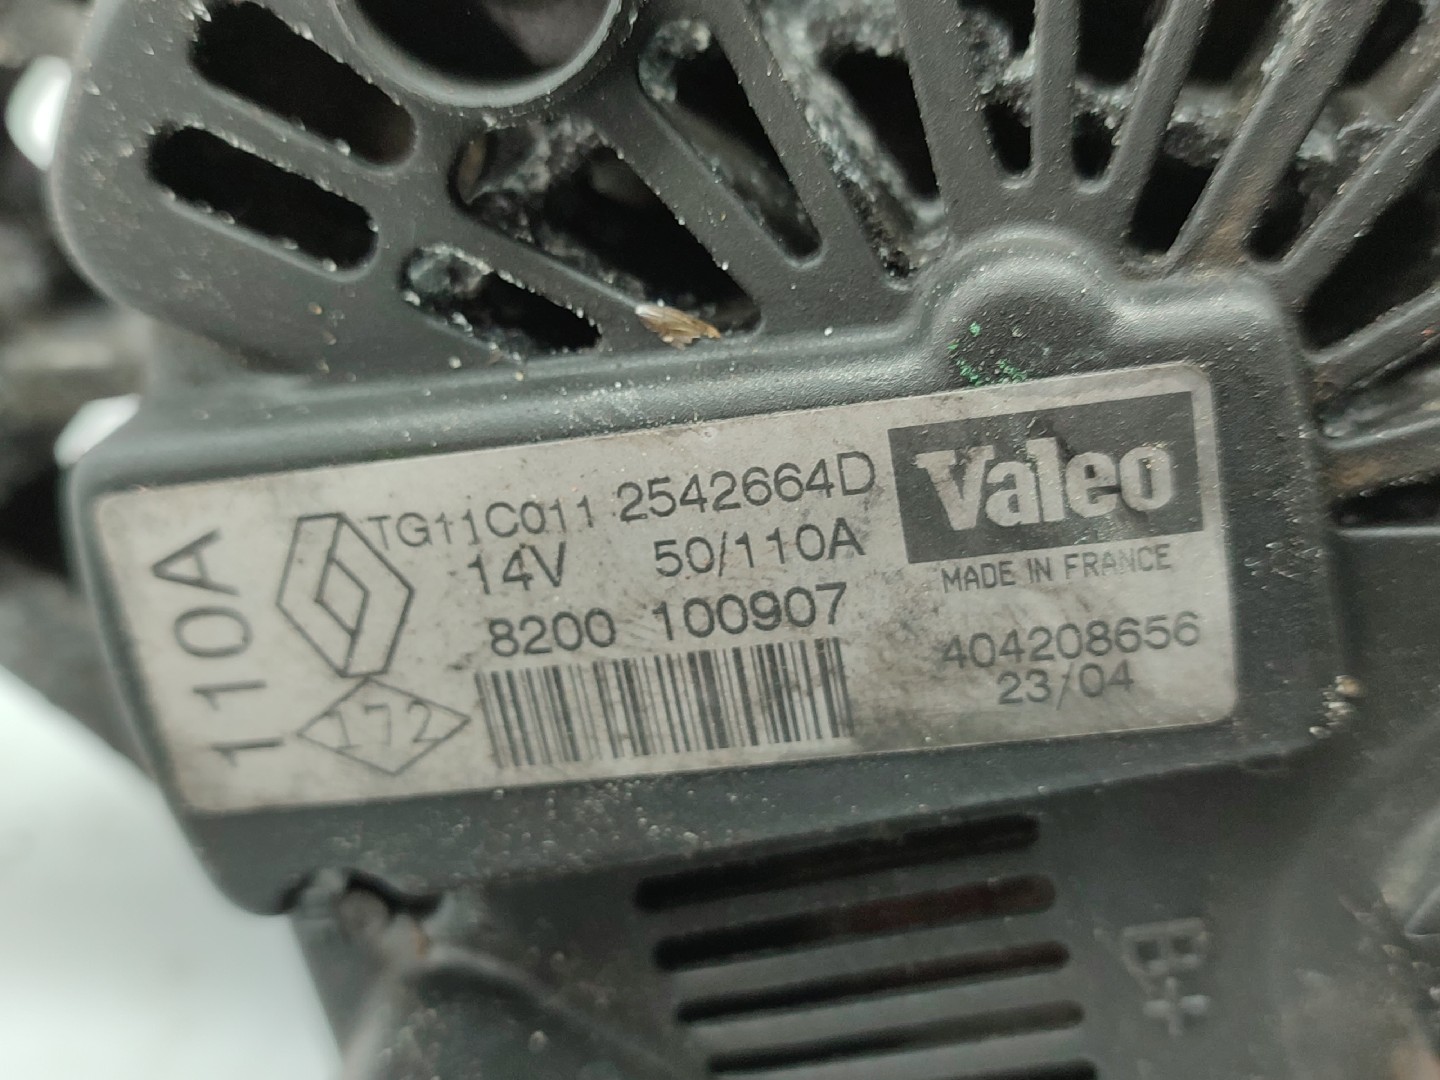 110A
TG11C011 2542664D
14V 50/110A
8200 100907
172
Valeo
MADE IN FRANCE
404208656
23/04
B+